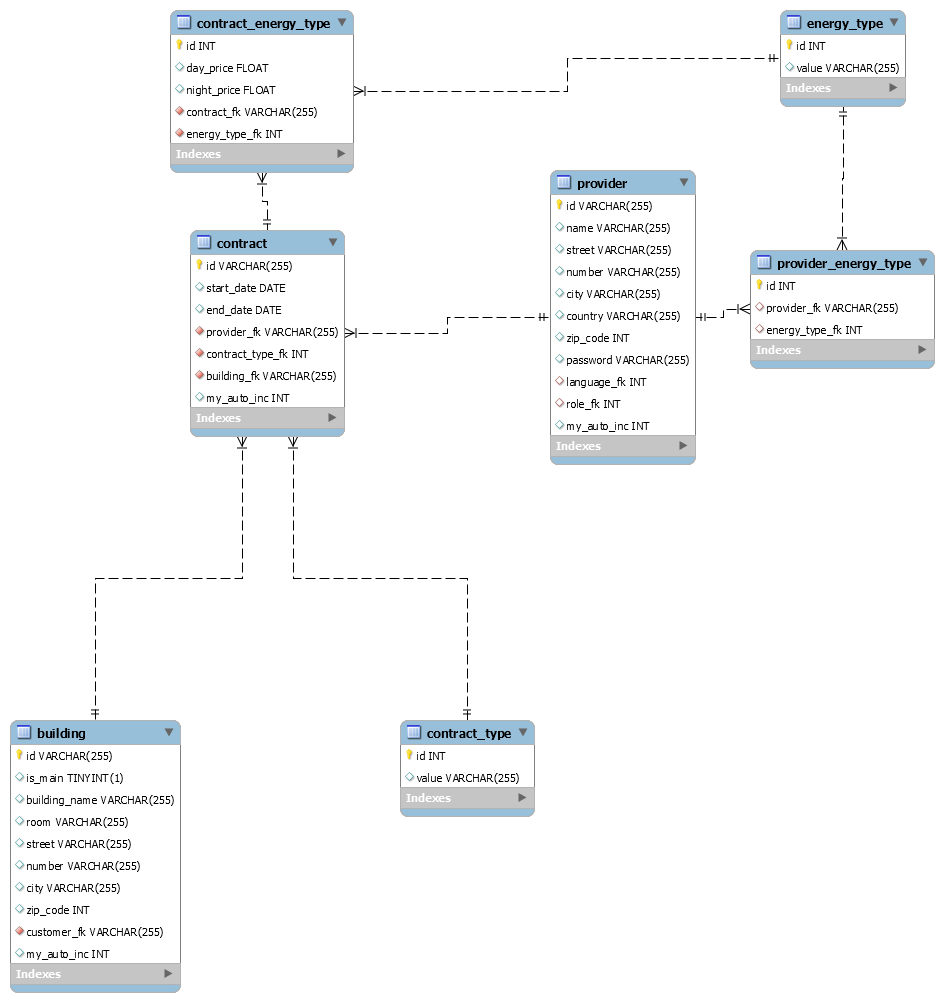 contract_energy_type
id INT
day_price FLOAT
night_price FLOAT
contract_fk VARCHAR(255)
energy_type_fk INT
Indexes
energy_type
id INT
value VARCHAR(255)
Indexes
provider
id VARCHAR(255)
name VARCHAR(255)
street VARCHAR(255)
number VARCHAR(255)
city VARCHAR(255)
country VARCHAR(255)
zip_code INT
password VARCHAR(255)
language_fk INT
role_fk INT
my_auto_inc INT
Indexes
contract
id VARCHAR(255)
start_date DATE
end_date DATE
provider_fk VARCHAR(255)
contract_type_fk INT
building_fk VARCHAR(255)
my_auto_inc INT
Indexes
provider_energy_type
id INT
provider_fk VARCHAR(255)
energy_type_fk INT
Indexes
building
id VARCHAR(255)
is_main TINYINT(1)
building_name VARCHAR(255)
room VARCHAR(255)
street VARCHAR(255)
number VARCHAR(255)
city VARCHAR(255)
zip_code INT
customer_fk VARCHAR(255)
my_auto_inc INT
Indexes
contract_type
id INT
value VARCHAR(255)
Indexes